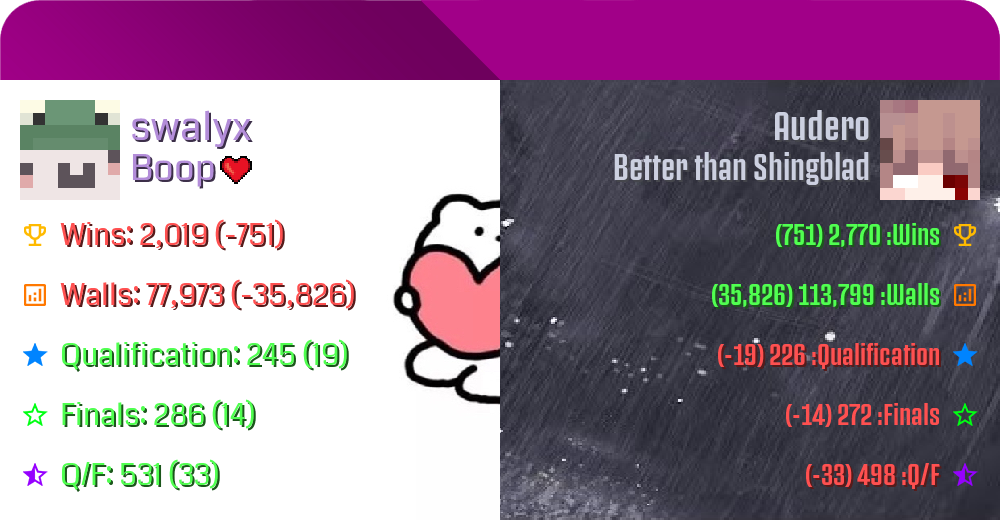 swalyx
Boop
Wins: 2,019 (-751)
Walls: 77,973 (-35,826)
Qualification: 245 (19)
Finals: 286 (14)
Q/F: 531 (33)
Audero
Better than Shingblad
(751) 2,770 :Wins
(35,826) 113,799 :Walls
(-19) 226 :Qualification
(-14) 272 :Finals
(-33) 498 :Q/F